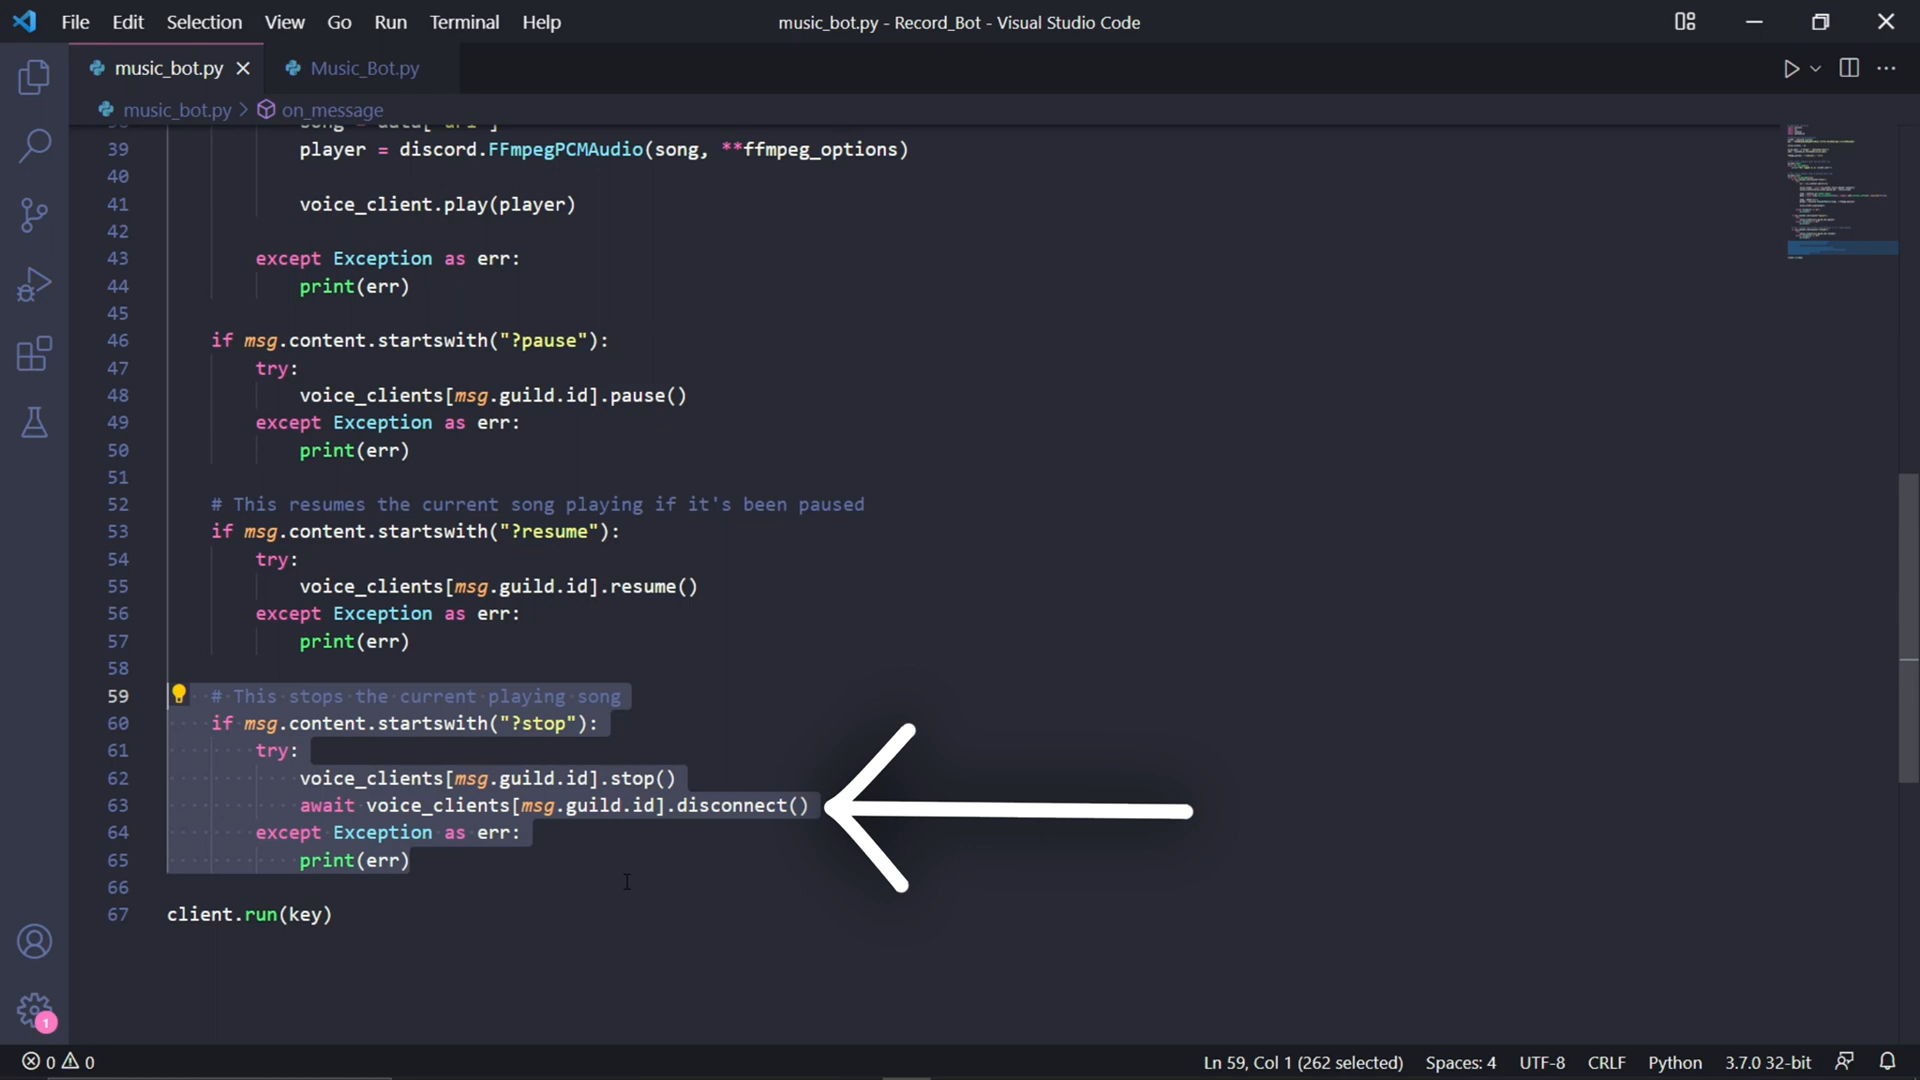 File Edit Selection View Go Run Terminal Help
music_bot.py - Record_Bot - Visual Studio Code
music_bot.py Music_Bot.py
music_bot.py > on_message
39 player = discord.FFmpegPCMAudio(song, **ffmpeg_options)
40
41 voice_client.play(player)
42
43 except Exception as err:
44 print(err)
45
46 if msg.content.startswith("?pause"):
47 try:
48 voice_clients[msg.guild.id].pause()
49 except Exception as err:
50 print(err)
51
52 # This resumes the current song playing if it's been paused
53 if msg.content.startswith("?resume"):
54 try:
55 voice_clients[msg.guild.id].resume()
56 except Exception as err:
57 print(err)
58
59 # This stops the current playing song
60 if msg.content.startswith("?stop"):
61 try:
62 voice_clients[msg.guild.id].stop()
63 await voice_clients[msg.guild.id].disconnect()
64 except Exception as err:
65 print(err)
66
67 client.run(key)
1
0 0
Ln 59, Col 1 (262 selected) Spaces: 4 UTF-8 CRLF Python 3.7.0 32-bit